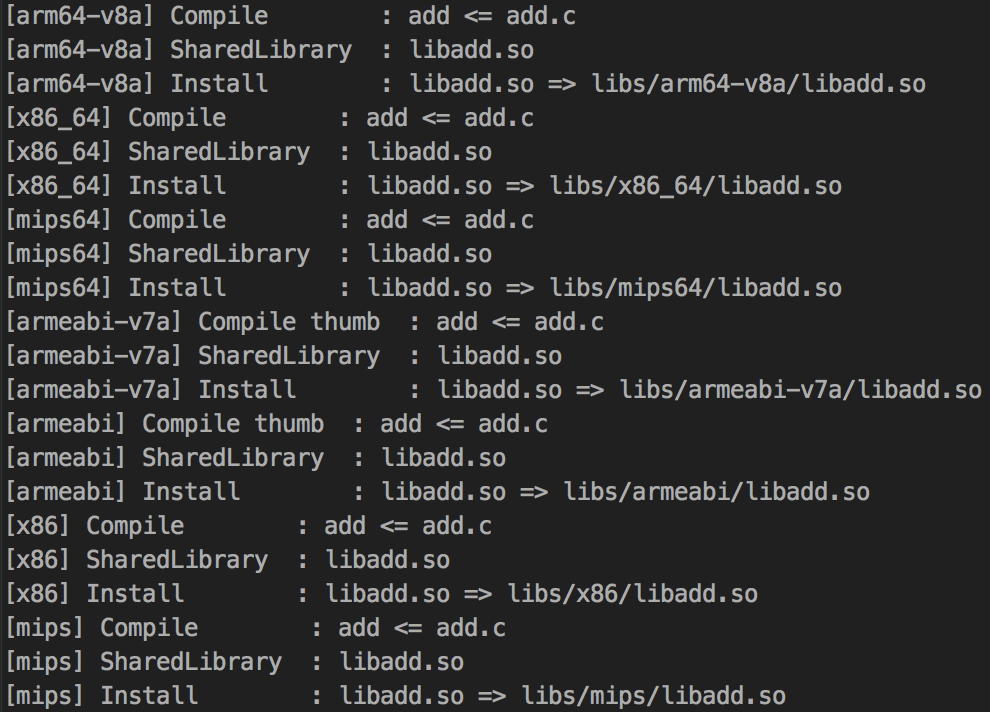 [arm64-v8a] Compile        : add <= add.c
[arm64-v8a] SharedLibrary  : libadd.so
[arm64-v8a] Install        : libadd.so => libs/arm64-v8a/libadd.so
[x86_64] Compile        : add <= add.c
[x86_64] SharedLibrary  : libadd.so
[x86_64] Install        : libadd.so => libs/x86_64/libadd.so
[mips64] Compile        : add <= add.c
[mips64] SharedLibrary  : libadd.so
[mips64] Install        : libadd.so => libs/mips64/libadd.so
[armeabi-v7a] Compile thumb  : add <= add.c
[armeabi-v7a] SharedLibrary  : libadd.so
[armeabi-v7a] Install        : libadd.so => libs/armeabi-v7a/libadd.so
[armeabi] Compile thumb  : add <= add.c
[armeabi] SharedLibrary  : libadd.so
[armeabi] Install        : libadd.so => libs/armeabi/libadd.so
[x86] Compile        : add <= add.c
[x86] SharedLibrary  : libadd.so
[x86] Install        : libadd.so => libs/x86/libadd.so
[mips] Compile        : add <= add.c
[mips] SharedLibrary  : libadd.so
[mips] Install        : libadd.so => libs/mips/libadd.so